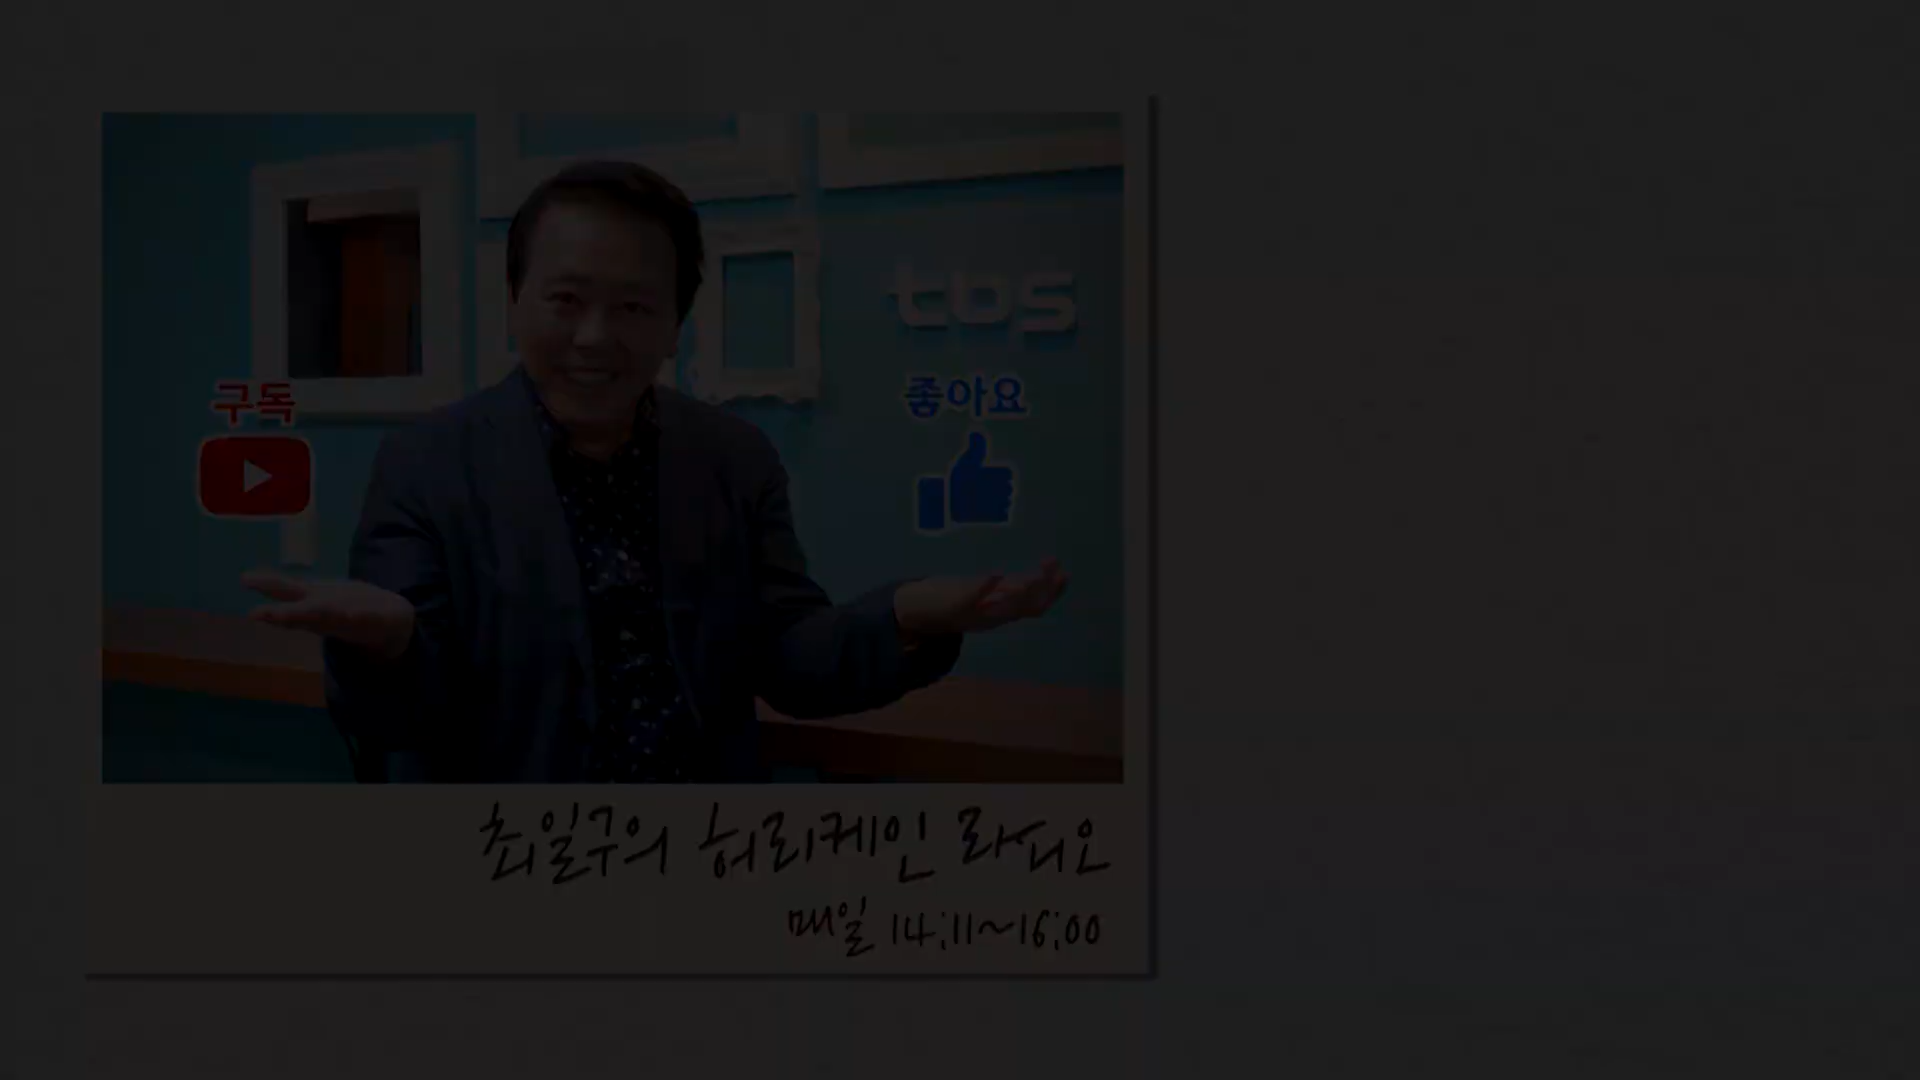 tbs
구독
좋아요
최일구의 허리케인 라디오
매일 14:11~16:00